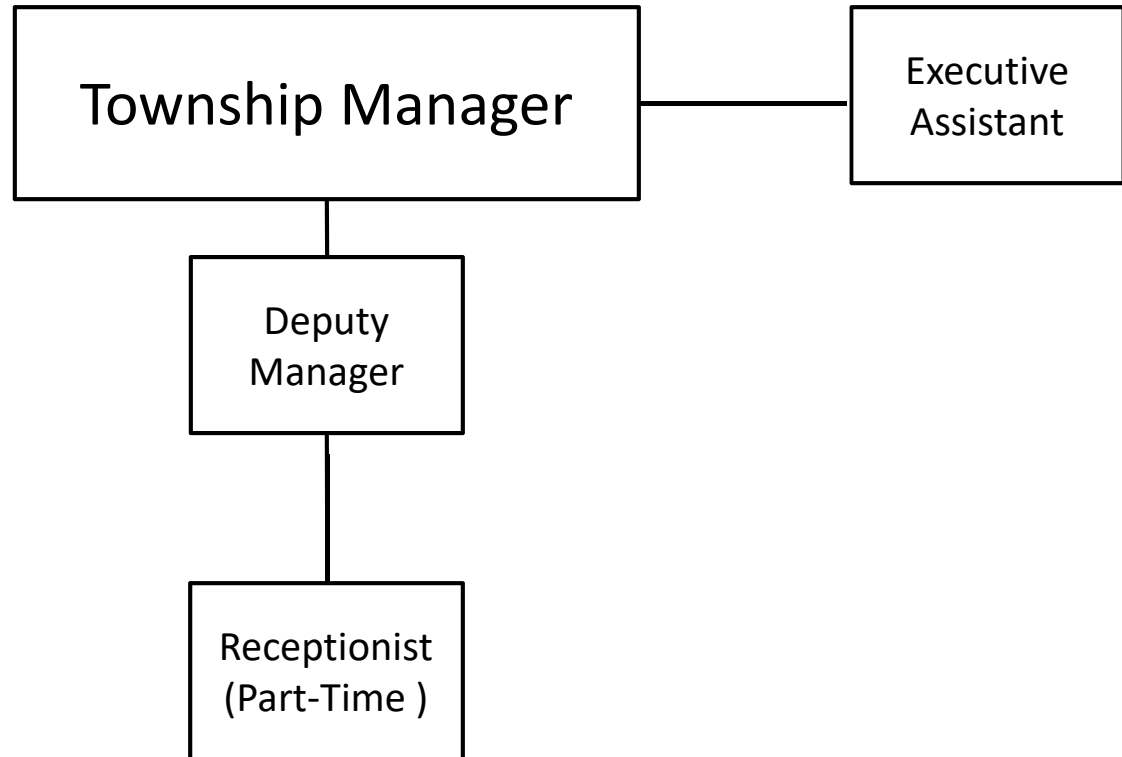 Township Manager
Executive
Assistant
Deputy
Manager
Receptionist
(Part-Time )